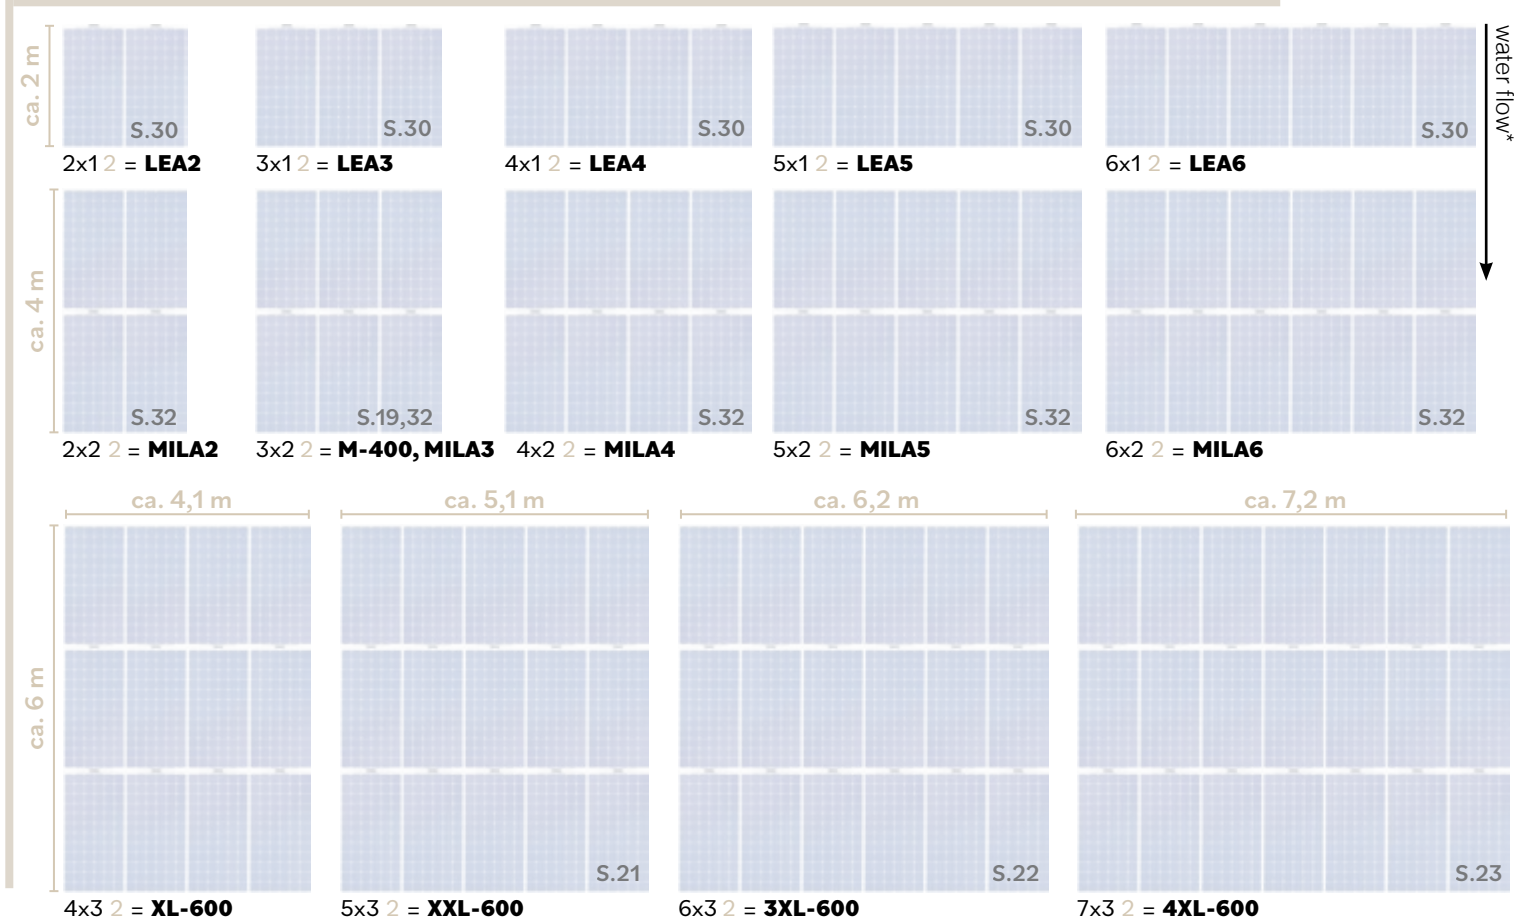 ca. 2 m
S.30
S.30
S.30
S.30
S.30
water flow*
2x1 2 = LEA2
3x1 2 = LEA3
4x1 2 = LEA4
5x1 2 = LEA5
6x1 2 = LEA6
ca. 4 m
S.32
S.19,32
S.32
S.32
S.32
2x2 2 = MILA2
3x2 2 = M-400, MILA3
4x2 2 = MILA4
5x2 2 = MILA5
6x2 2 = MILA6
ca. 4,1 m
ca. 5,1 m
ca. 6,2 m
ca. 7,2 m
ca. 6 m
S.21
S.22
S.23
4x3 2 = XL-600
5x3 2 = XXL-600
6x3 2 = 3XL-600
7x3 2 = 4XL-600